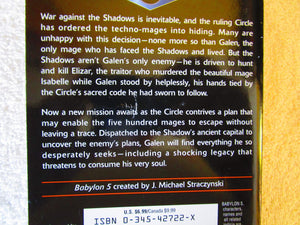 War against the Shadows is inevitable, and the ruling Circle
has ordered the techno-mages into hiding. Many are
unhappy with this decision—none more so than Galen, the
only mage who has faced the Shadows and lived. But the
Shadows aren't Galen's only enemy—he is driven to hunt
and kill Elizar, the traitor who murdered the beautiful mage
Isabelle while Galen stood by helplessly, his hands tied by
the Circle's sacred code he had sworn to follow.
Now a new mission awaits as the Circle contrives a plan that
may enable the five hundred mages to escape without
leaving a trace. Dispatched to the Shadow's ancient capital to
uncover the enemy's plans, Galen will find everything he so
desperately seeks—including a shocking legacy that
threatens to consume his very soul.
Babylon 5 created by J. Michael Straczynski
U.S. $6.99/Canada $9.99
ISBN 0-345-42722-X
BABYLON 5,
characters,
names and
all related